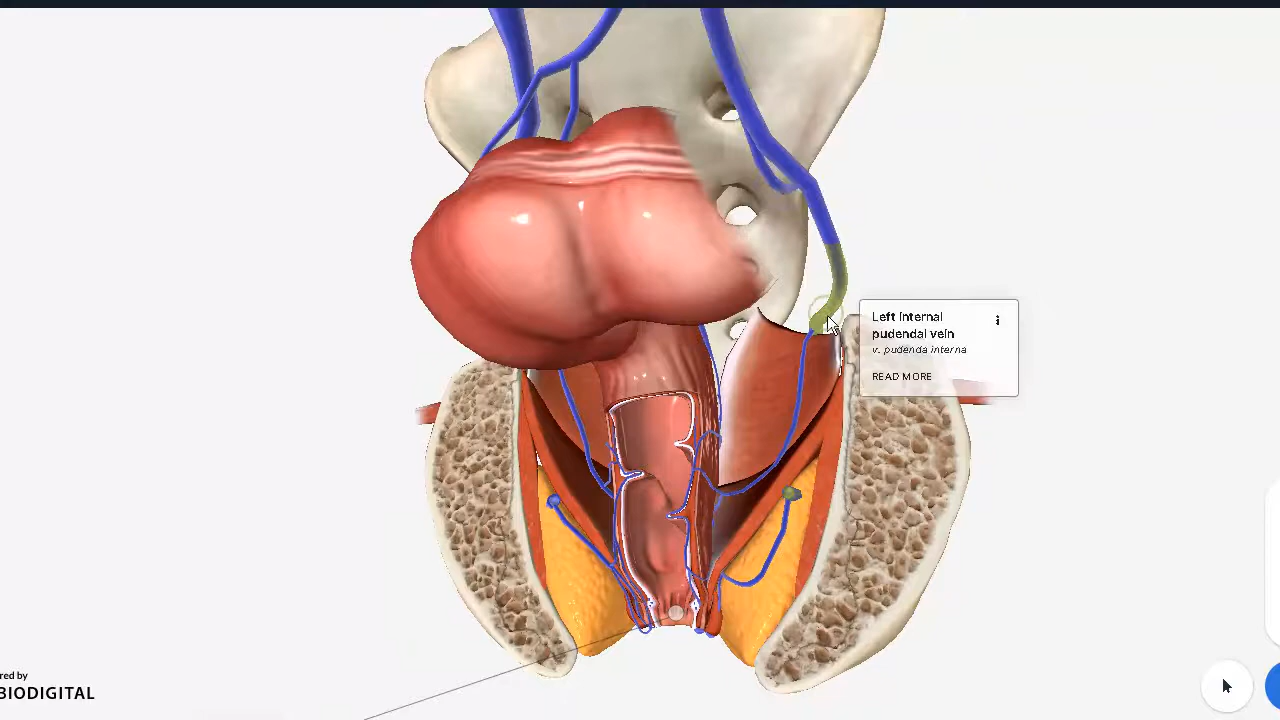 Left internal
pudendal vein
v. pudenda interna
READ MORE
red by
BIODIGITAL